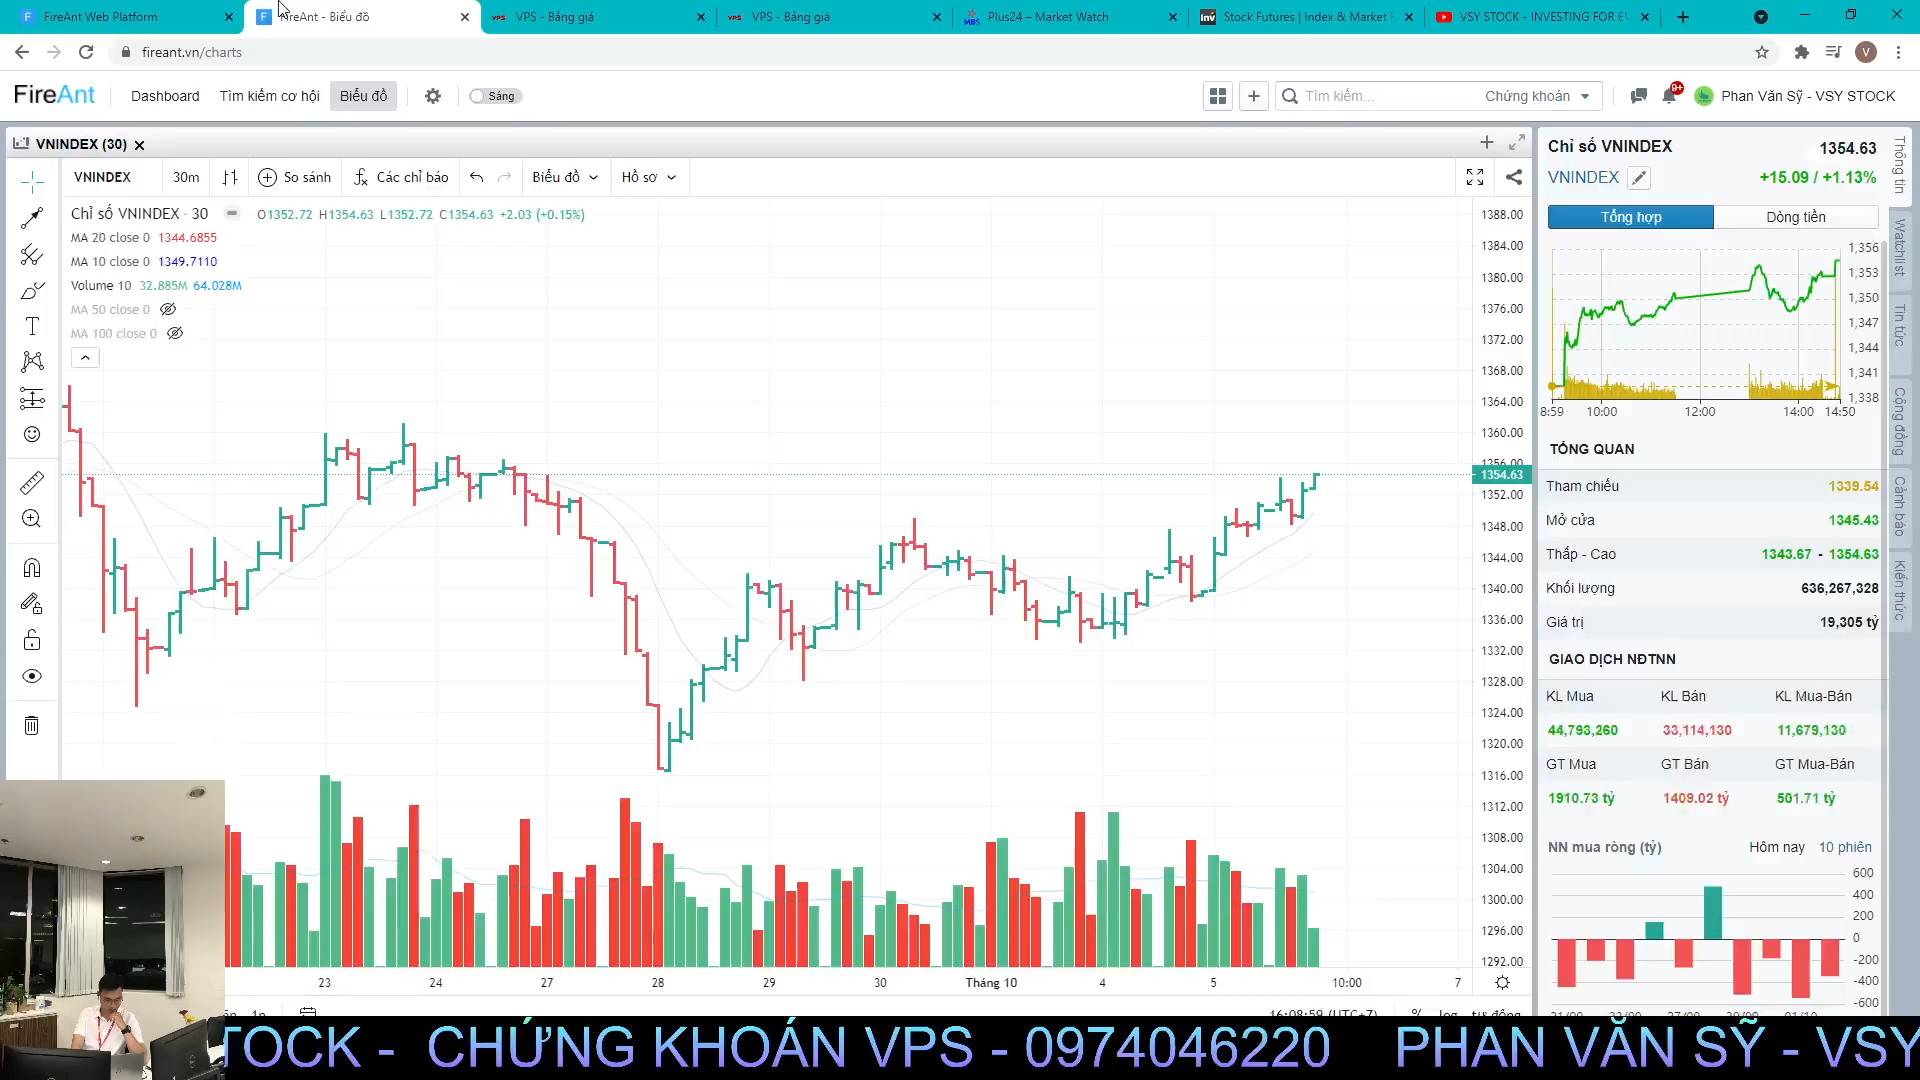 FireAnt Web Platform
FireAnt - Biểu đồ
VPS - Bảng giá
VPS - Bảng giá
Plus24 – Market Watch
Stock Futures | Index & Market F
VSY STOCK - INVESTING FOR EV
fireant.vn/charts
V
FireAnt
Dashboard
Tìm kiếm cơ hội
Biểu đồ
Sáng
Tìm kiếm...
Chứng khoán
9+
Phan Văn Sỹ - VSY STOCK
VNINDEX (30)
VNINDEX
30m
So sánh
Các chỉ báo
Biểu đồ
Hồ sơ
Chỉ số VNINDEX · 30
O1352.72 H1354.63 L1352.72 C1354.63 +2.03 (+0.15%)
MA 20 close 0 1344.6855
MA 10 close 0 1349.7110
Volume 10 32.885M 64.028M
MA 50 close 0
MA 100 close 0
1388.00
1384.00
1380.00
1376.00
1372.00
1368.00
1364.00
1360.00
1356.00
1354.63
1352.00
1348.00
1344.00
1340.00
1336.00
1332.00
1328.00
1324.00
1320.00
1316.00
1312.00
1308.00
1304.00
1300.00
1296.00
1292.00
23 24 27 28 29 30 Tháng 10 4 5 10:00 7
16:08:59 (UTC+7) % log tự động
Chỉ số VNINDEX 1354.63
VNINDEX +15.09 / +1.13%
Tổng hợp Dòng tiền
1,356
1,353
1,350
1,347
1,344
1,341
1,338
8:59 10:00 12:00 14:00 14:50
TỔNG QUAN
Tham chiếu 1339.54
Mở cửa 1345.43
Thấp - Cao 1343.67 - 1354.63
Khối lượng 636,267,328
Giá trị 19,305 tỷ
GIAO DỊCH NĐTNN
KL Mua KL Bán KL Mua-Bán
44,793,260 33,114,130 11,679,130
GT Mua GT Bán GT Mua-Bán
1910.73 tỷ 1409.02 tỷ 501.71 tỷ
NN mua ròng (tỷ) Hôm nay 10 phiên
600
400
200
0
-200
-400
-600
Thông tin
Watchlist
Tin tức
Cộng đồng
Cảnh báo
Kiến thức
TOCK - CHỨNG KHOÁN VPS - 0974046220 PHAN VĂN SỸ - VSY